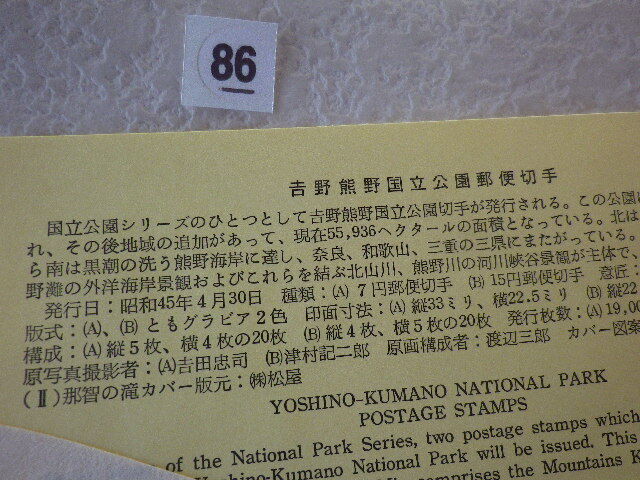 86
吉野熊野国立公園郵便切手
国立公園シリーズのひとつとして吉野熊野国立公園切手が発行される。この公園は
れ、その後地域の追加があって、現在55,936ヘクタールの面積となっている。北は
ら南は黒潮の洗う熊野海岸に達し、奈良、和歌山、三重の三県にまたがっている。
野灘の外洋海岸景観およびこれらを結ぶ北山川、熊野川の河川峡谷景観が主体で、
発行日：昭和45年4月30日 種類：(A) 7円郵便切手 (B) 15円郵便切手 意匠：
版式：(A)、(B)ともグラビア2色 印面寸法：(A)縦33ミリ、横22.5ミリ (B)縦22
構成：(A)縦5枚、横4枚の20枚 (B)縦4枚、横5枚の20枚 発行枚数：(A)19,00
原写真撮影者：(A)吉田忠司 (B)津村記二郎 原画構成者：渡辺三郎 カバー図案
(Ⅱ)那智の滝カバー版元：㈱松屋
YOSHINO-KUMANO NATIONAL PARK
POSTAGE STAMPS
of the National Park Series, two postage stamps which
Yoshino-Kumano National Park will be issued. This
comprises the Mountains K